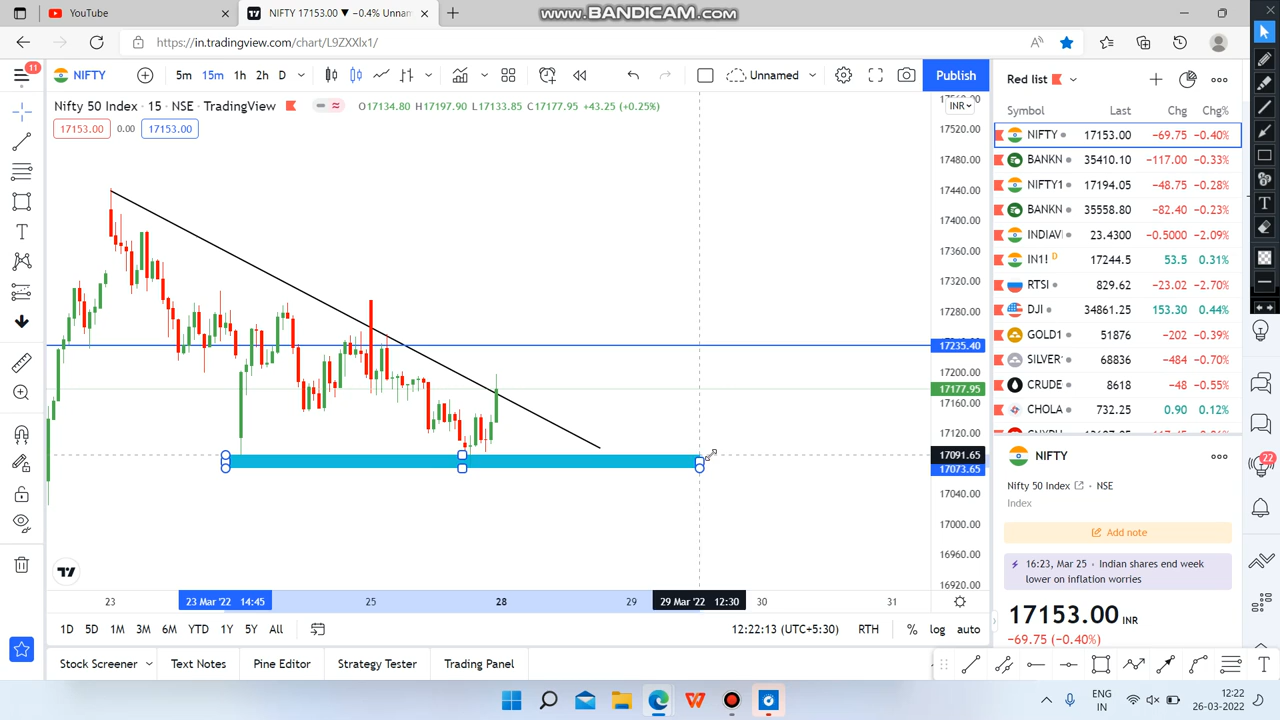 YouTube
NIFTY 17153.00 ▼ −0.4% Unnam
www.BANDICAM.com
https://in.tradingview.com/chart/L9ZXXlx1/
11
NIFTY
5m 15m 1h 2h D
Unnamed
Publish
Red list
Nifty 50 Index · 15 · NSE · TradingView
O17134.80 H17197.90 L17133.85 C17177.95 +43.25 (+0.25%)
INR
17153.00 0.00 17153.00
Symbol Last Chg Chg%
NIFTY 17153.00 −69.75 −0.40%
BANKN 35410.10 −117.00 −0.33%
NIFTY1 17194.05 −48.75 −0.28%
BANKN 35558.80 −82.40 −0.23%
INDIAVI 23.4300 −0.5000 −2.09%
IN1! D 17244.5 53.5 0.31%
RTSI 829.62 −23.02 −2.70%
DJI 34861.25 153.30 0.44%
GOLD1 51876 −202 −0.39%
SILVER 68836 −484 −0.70%
CRUDE 8618 −48 −0.55%
CHOLA 732.25 0.90 0.12%
17520.00
17480.00
17440.00
17400.00
17360.00
17320.00
17280.00
17235.40
17200.00
17177.95
17160.00
17120.00
17091.65
17073.65
17040.00
17000.00
16960.00
16920.00
NIFTY
Nifty 50 Index · NSE
Index
Add note
16:23, Mar 25 · Indian shares end week
lower on inflation worries
17153.00 INR
−69.75 (−0.40%)
22
23 23 Mar '22 14:45 25 28 29 29 Mar '22 12:30 30 31
1D 5D 1M 3M 6M YTD 1Y 5Y All
12:22:13 (UTC+5:30) RTH % log auto
Stock Screener Text Notes Pine Editor Strategy Tester Trading Panel
ENG
IN
12:22
26-03-2022